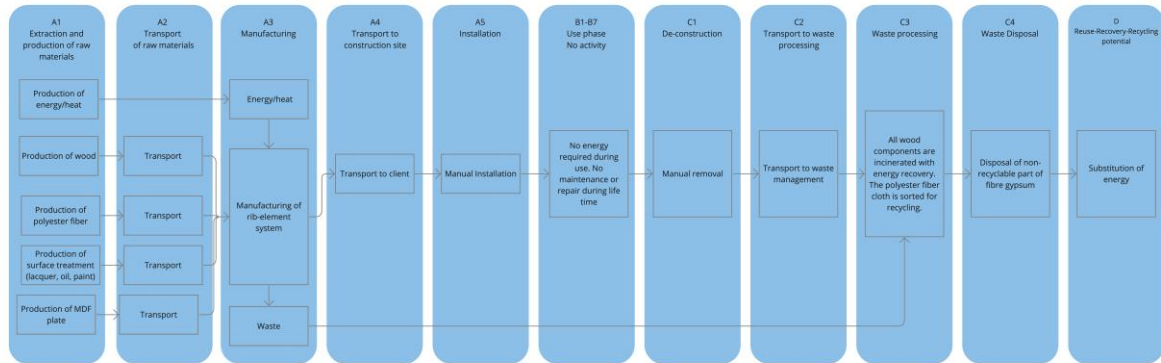 A1
Extraction and
production of raw
materials
A2
Transport
of raw materials
A3
Manufacturing
A4
Transport to
construction site
A5
Installation
B1-B7
Use phase
No activity
C1
De-construction
C2
Transport to waste
processing
C3
Waste processing
C4
Waste Disposal
D
Reuse-Recovery-Recycling
potential
Production of
energy/heat
Energy/heat
Production of wood
Transport
Production of
polyester fiber
Transport
Production of
surface treatment
(lacquer, oil, paint)
Transport
Production of MDF
plate
Transport
Manufacturing of
rib-element
system
Waste
Transport to client
Manual Installation
No energy
required during
use. No
maintenance or
repair during life
time
Manual removal
Transport to waste
management
All wood
components are
incinerated with
energy recovery.
The polyester fiber
cloth is sorted for
recycling.
Disposal of non-
recyclable part of
fibre gypsum
Substitution of
energy